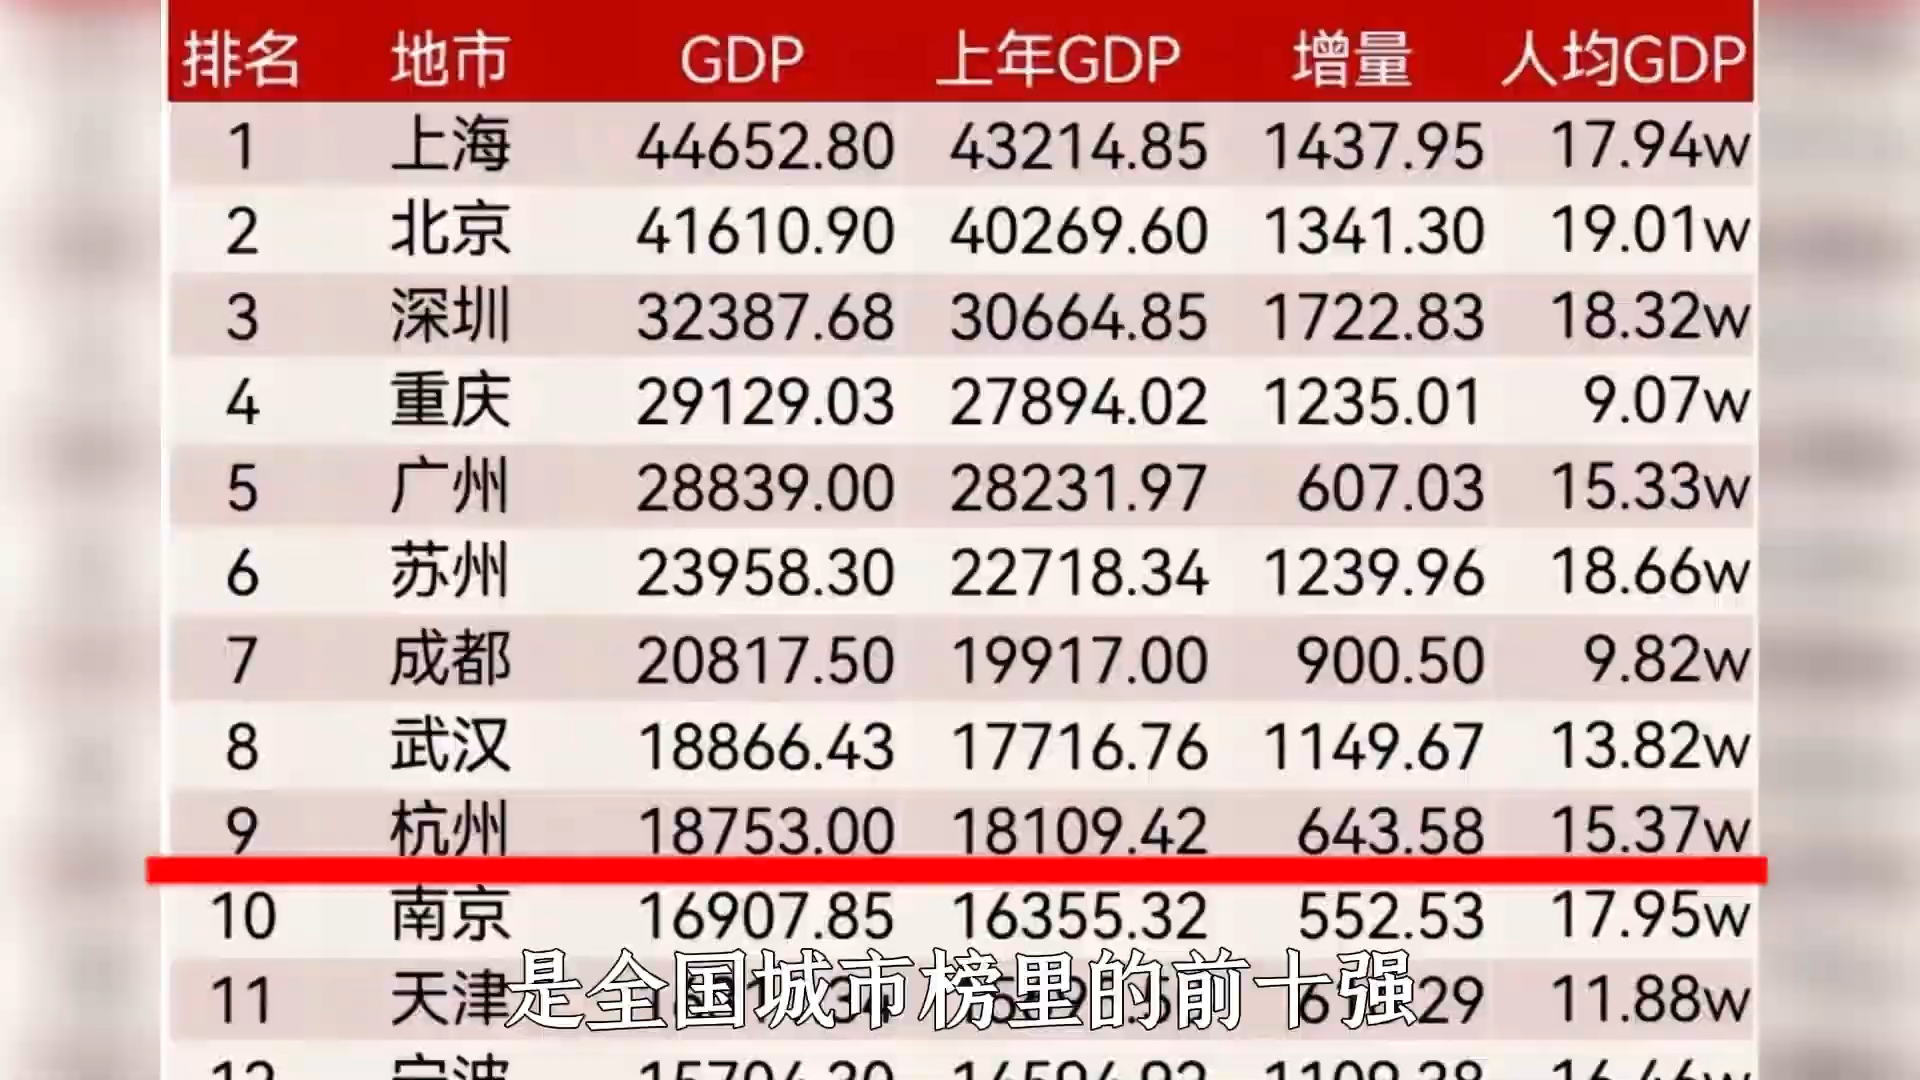 排名 地市 GDP 上年GDP 增量 人均GDP
1 上海 44652.80 43214.85 1437.95 17.94w
2 北京 41610.90 40269.60 1341.30 19.01w
3 深圳 32387.68 30664.85 1722.83 18.32w
4 重庆 29129.03 27894.02 1235.01 9.07w
5 广州 28839.00 28231.97 607.03 15.33w
6 苏州 23958.30 22718.34 1239.96 18.66w
7 成都 20817.50 19917.00 900.50 9.82w
8 武汉 18866.43 17716.76 1149.67 13.82w
9 杭州 18753.00 18109.42 643.58 15.37w
10 南京 16907.85 16355.32 552.53 17.95w
是全国城市榜里的前十强
11 天津 11.88w